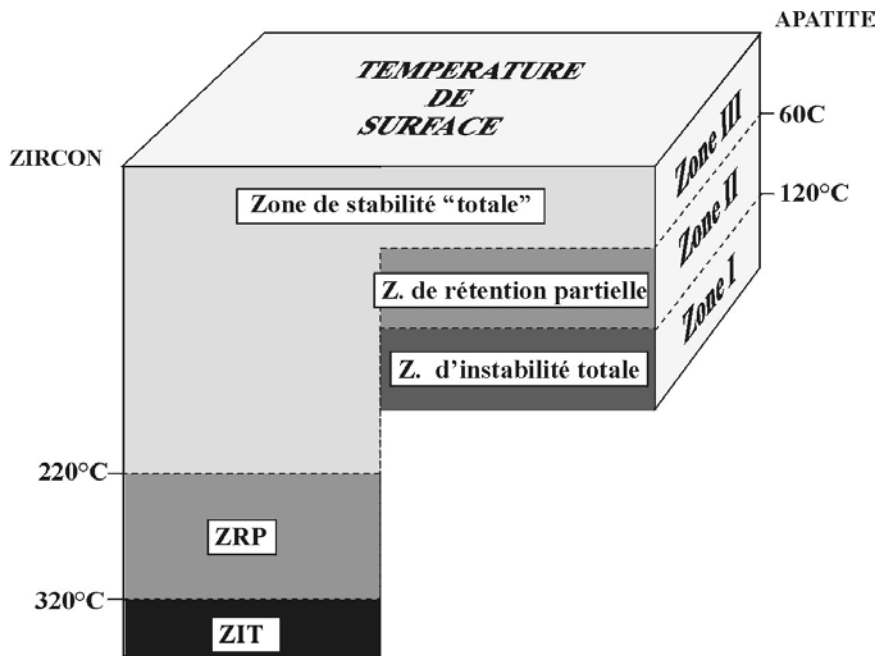 APATITE
TEMPERATURE
DE
SURFACE
ZIRCON
Zone III
60C
Zone de stabilité “totale”
Zone II
120°C
Z. de rétention partielle
Zone I
Z. d’instabilité totale
220°C
ZRP
320°C
ZIT